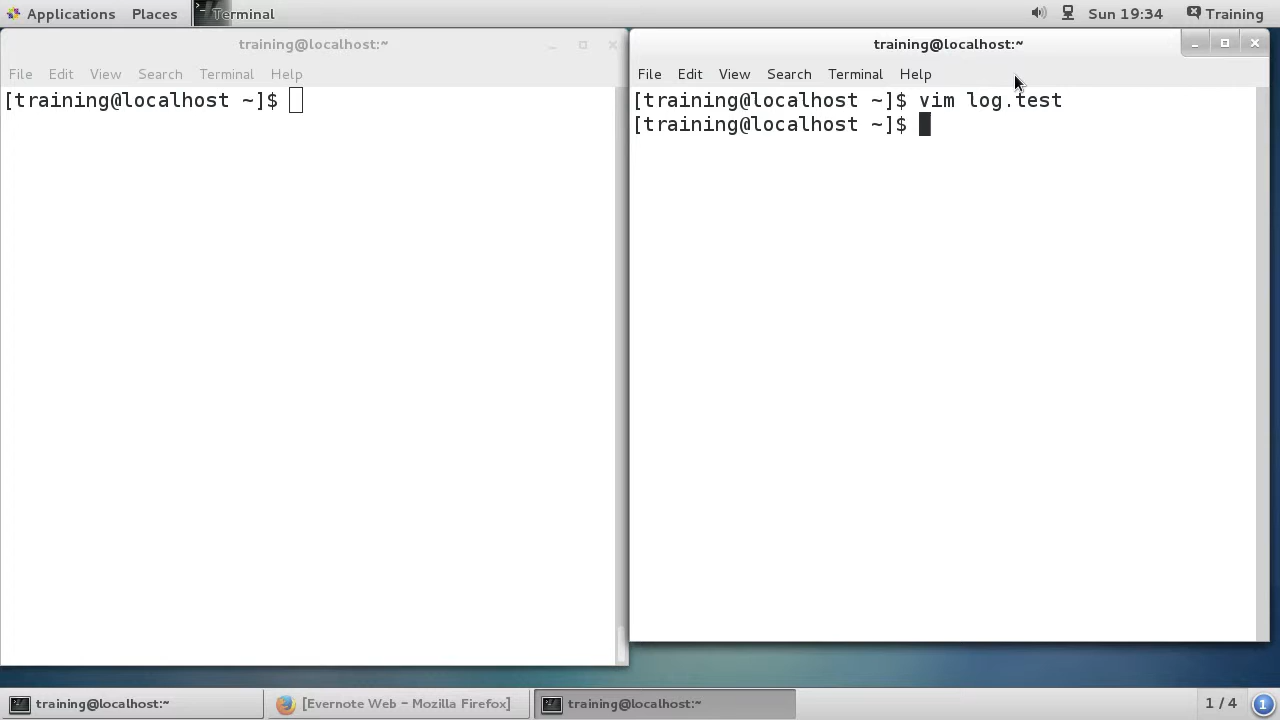 Applications Places Terminal Sun 19:34 Training
training@localhost:~
File Edit View Search Terminal Help
[training@localhost ~]$
training@localhost:~
File Edit View Search Terminal Help
[training@localhost ~]$ vim log.test
[training@localhost ~]$
training@localhost:~ [Evernote Web - Mozilla Firefox] training@localhost:~ 1 / 4 1